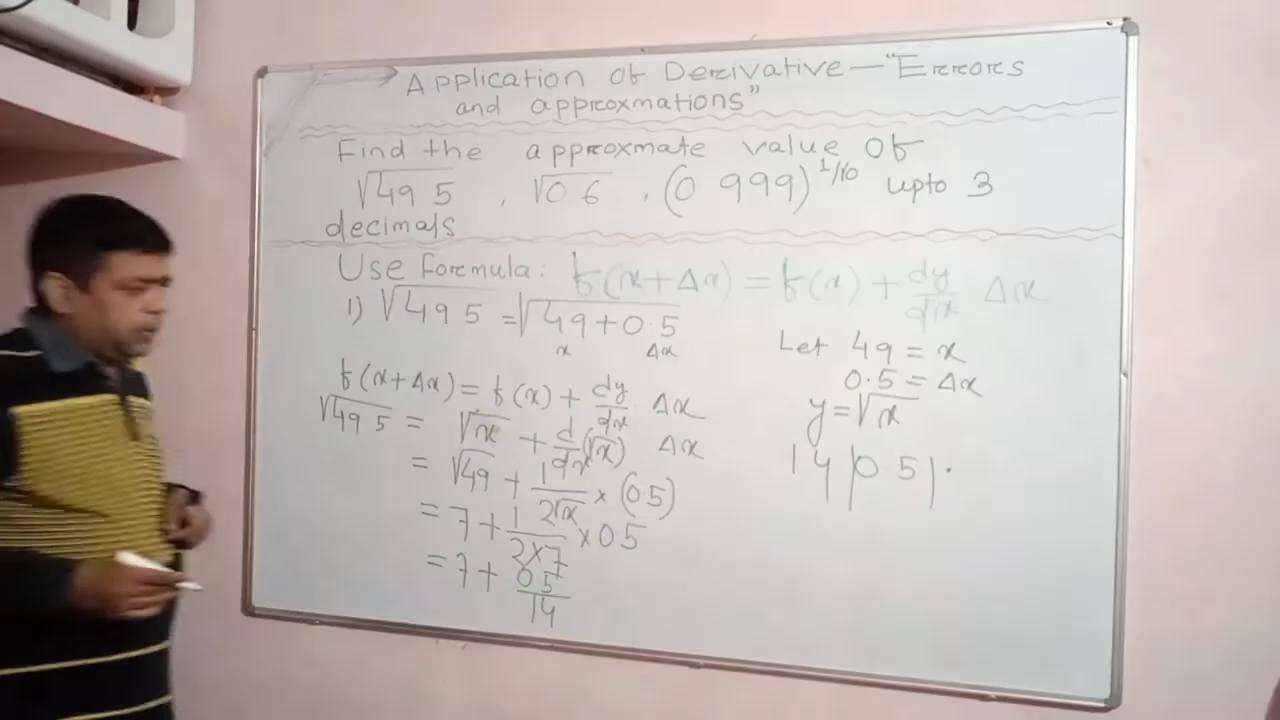 → Application of Derivative — "Errors
and approxmations"
Find the approxmate value of
√49 5 , √0 6 , (0 999)^1/10 upto 3
decimals
Use formula: f(x+Δx) = f(x) + dy/dx Δx
1) √49 5 = √49+0.5
x Δx
Let 49 = x
0.5 = Δx
y = √x
14 | 0 5 | .
f(x+Δx) = f(x) + dy/dx Δx
√49 5 = √x + d/dx(√x) Δx
= √49 + 1/2√x × (0 5)
= 7 + 1/2×7 × 0 5
= 7 + 0 5/14